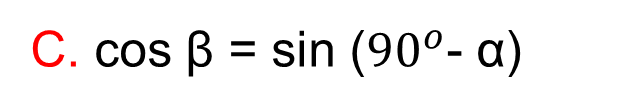 C. cos β = sin (90º- α)